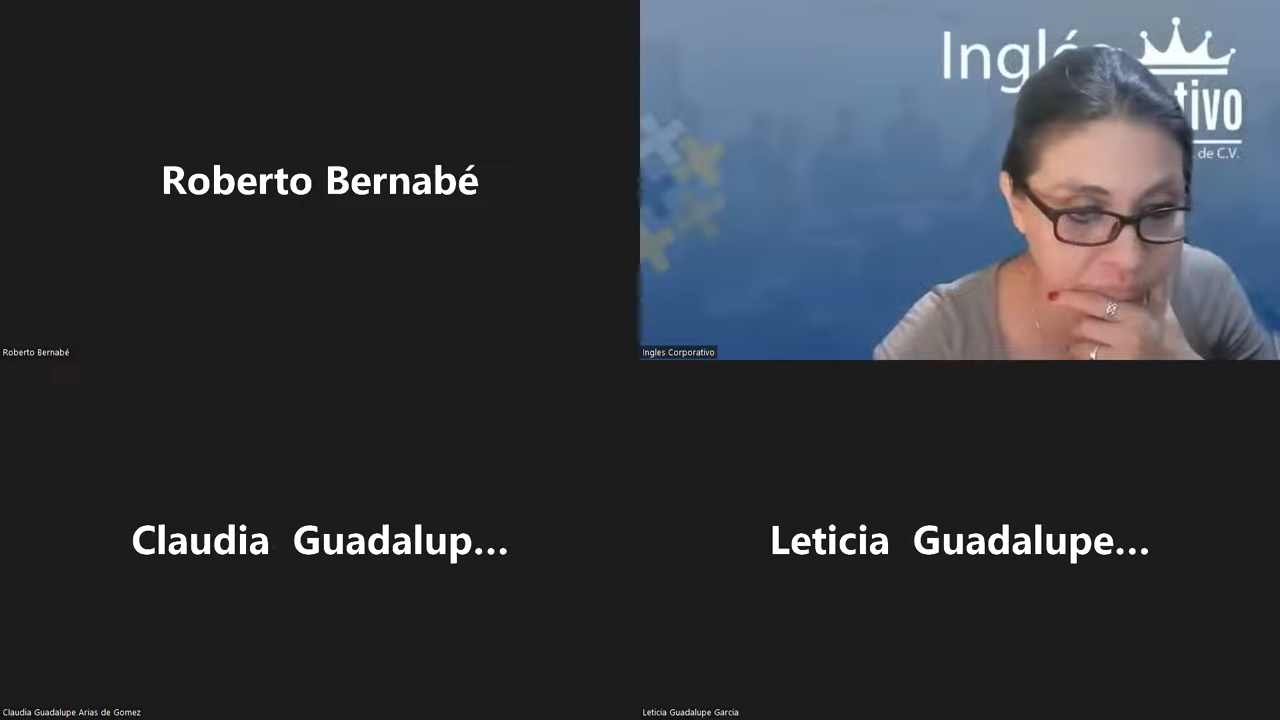 Roberto Bernabé
Roberto Bernabé
Inglés
tivo
de C.V.
Ingles Corporativo
Claudia Guadalup...
Claudia Guadalupe Arias de Gomez
Leticia Guadalupe...
Leticia Guadalupe Garcia